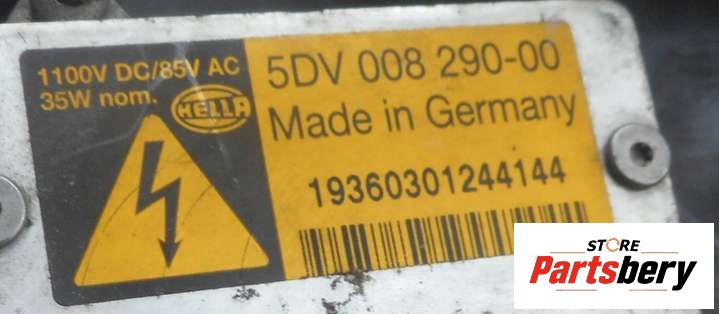 1100V DC/85V AC
35W nom.
HELLA
5DV 008 290-00
Made in Germany
19360301244144
STORE
Partsbery